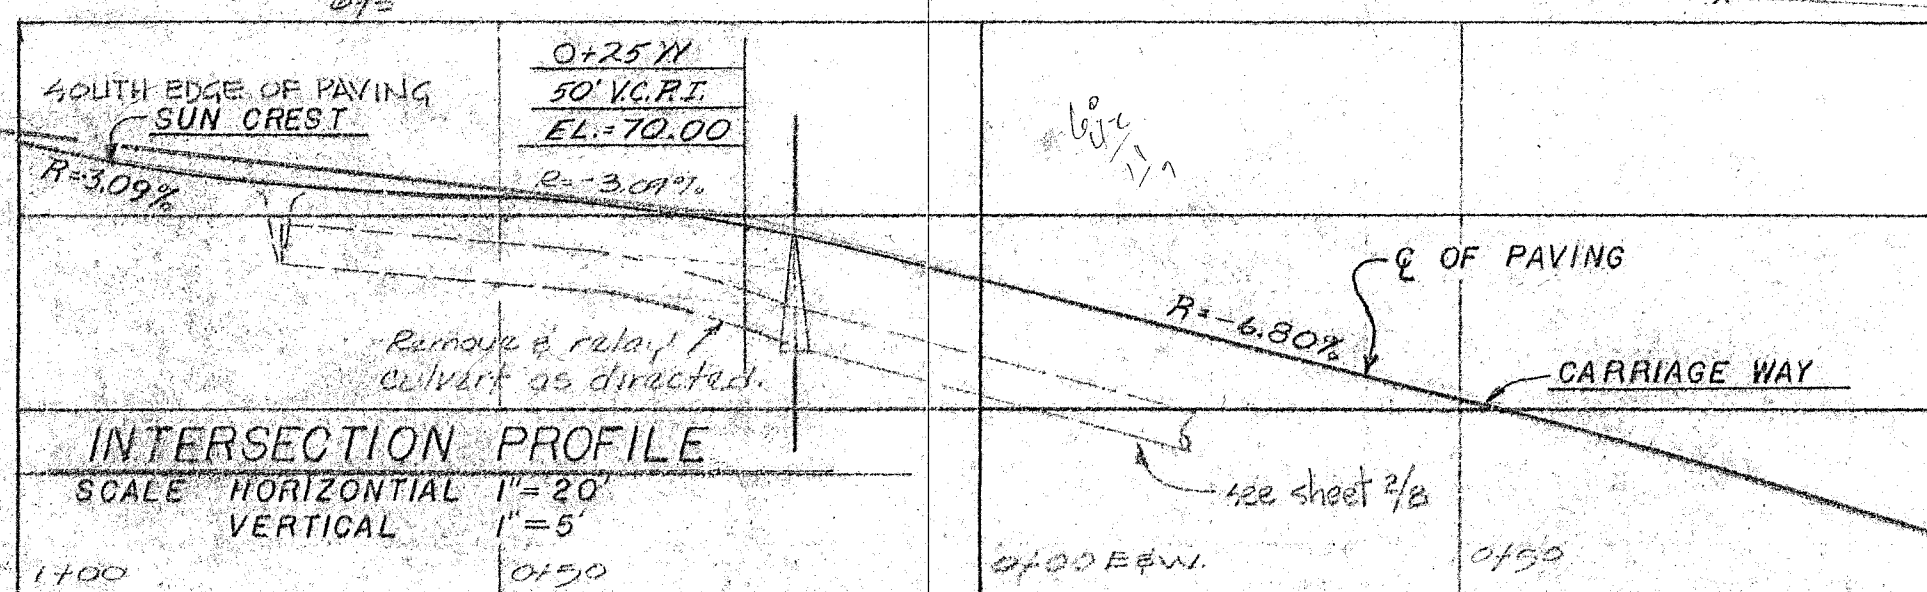 0+25 W
50' V.C.P.I.
EL.=70.00
SOUTH EDGE OF PAVING
SUN CREST
R=3.09%
R=-3.09%
℄ OF PAVING
R=-6.80%
Remove & relay
culvert as directed.
CARRIAGE WAY
INTERSECTION PROFILE
SCALE HORIZONTIAL 1"=20'
VERTICAL 1"=5'
see sheet 2/8
1+00
0+50
0+00 E&W.
0+50